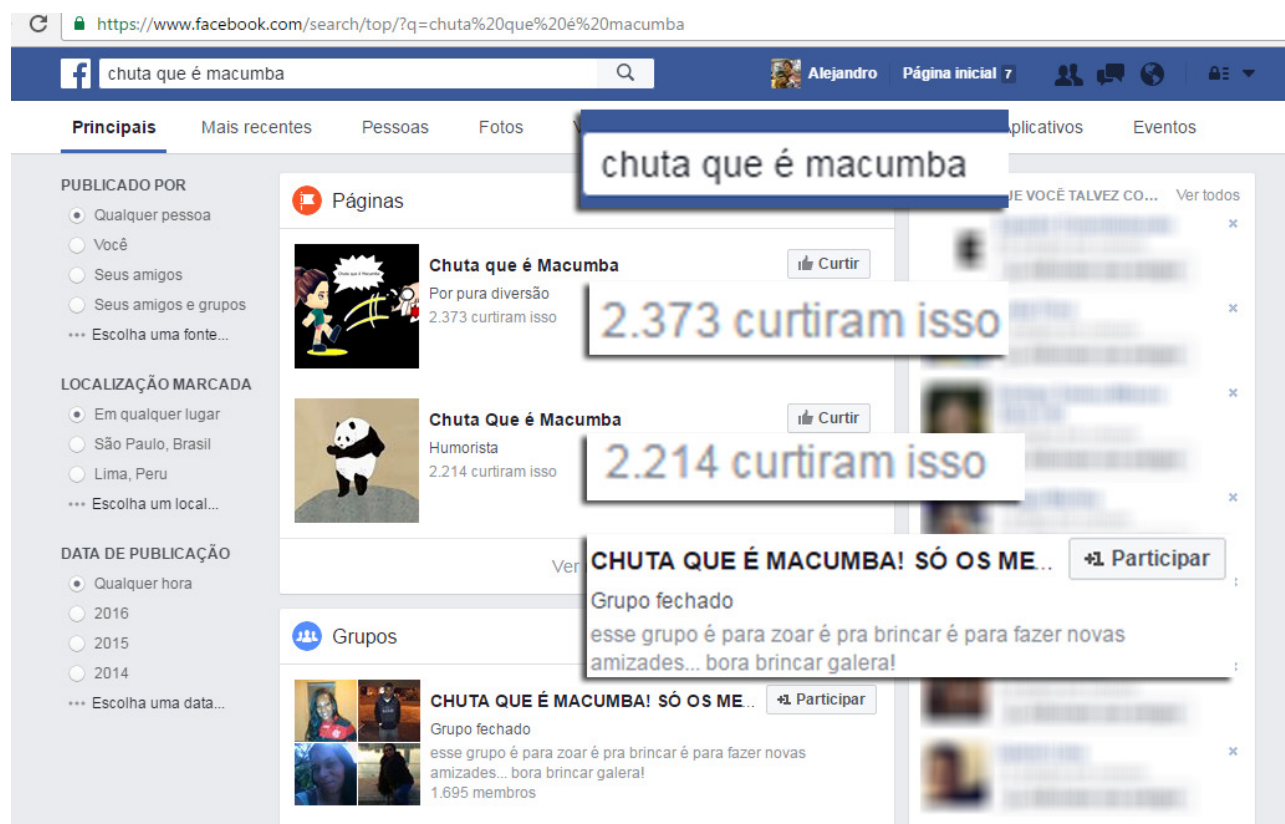 https://www.facebook.com/search/top/?q=chuta%20que%20é%20macumba
chuta que é macumba
Alejandro
Página inicial 7
Principais
Mais recentes
Pessoas
Fotos
Aplicativos
Eventos
chuta que é macumba
PUBLICADO POR
Qualquer pessoa
Você
Seus amigos
Seus amigos e grupos
Escolha uma fonte...
LOCALIZAÇÃO MARCADA
Em qualquer lugar
São Paulo, Brasil
Lima, Peru
Escolha um local...
DATA DE PUBLICAÇÃO
Qualquer hora
2016
2015
2014
Escolha uma data...
Páginas
Chuta que é Macumba
Curtir
Por pura diversão
2.373 curtiram isso
2.373 curtiram isso
Chuta Que é Macumba
Curtir
Humorista
2.214 curtiram isso
2.214 curtiram isso
Ver
CHUTA QUE É MACUMBA! SÓ OS ME...
+1 Participar
Grupo fechado
esse grupo é para zoar é pra brincar é para fazer novas
amizades... bora brincar galera!
Grupos
CHUTA QUE É MACUMBA! SÓ OS ME...
+1 Participar
Grupo fechado
esse grupo é para zoar é pra brincar é para fazer novas
amizades... bora brincar galera!
1.695 membros
VOCÊ TALVEZ CO...
Ver todos